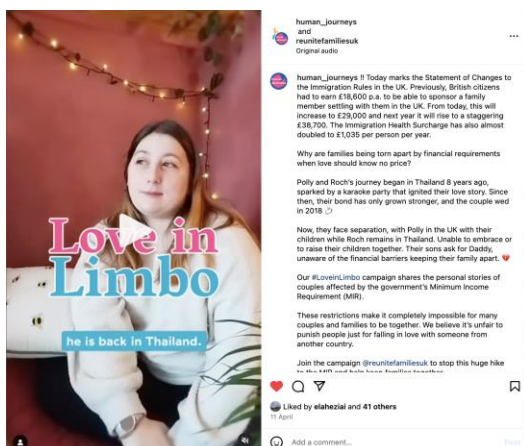 human_journeys
and
reunitefamiliesuk
Original audio
human_journeys !! Today marks the Statement of Changes to
the Immigration Rules in the UK. Previously, British citizens
had to earn £18,600 p.a. to be able to sponsor a family
member settling with them in the UK. From today, this will
increase to £29,000 and next year it will rise to a staggering
£38,700. The Immigration Health Surcharge has also almost
doubled to £1,035 per person per year.
Why are families being torn apart by financial requirements
when love should know no price?
Polly and Roch's journey began in Thailand 8 years ago,
sparked by a karaoke party that ignited their love story. Since
then, their bond has only grown stronger, and the couple wed
in 2018
Now, they face separation, with Polly in the UK with their
children while Roch remains in Thailand. Unable to embrace or
to raise their children together. Their sons ask for Daddy,
unaware of the financial barriers keeping their family apart. 💔
Our #LoveinLimbo campaign shares the personal stories of
couples affected by the government's Minimum Income
Requirement (MIR).
These restrictions make it completely impossible for many
couples and families to be together. We believe it's unfair to
punish people just for falling in love with someone from
another country.
Join the campaign @reunitefamiliesuk to stop this huge hike
to the MIR and help keep families together
Liked by elaheziai and 41 others
11 April
Add a comment...
Post
Love in
Limbo
he is back in Thailand.